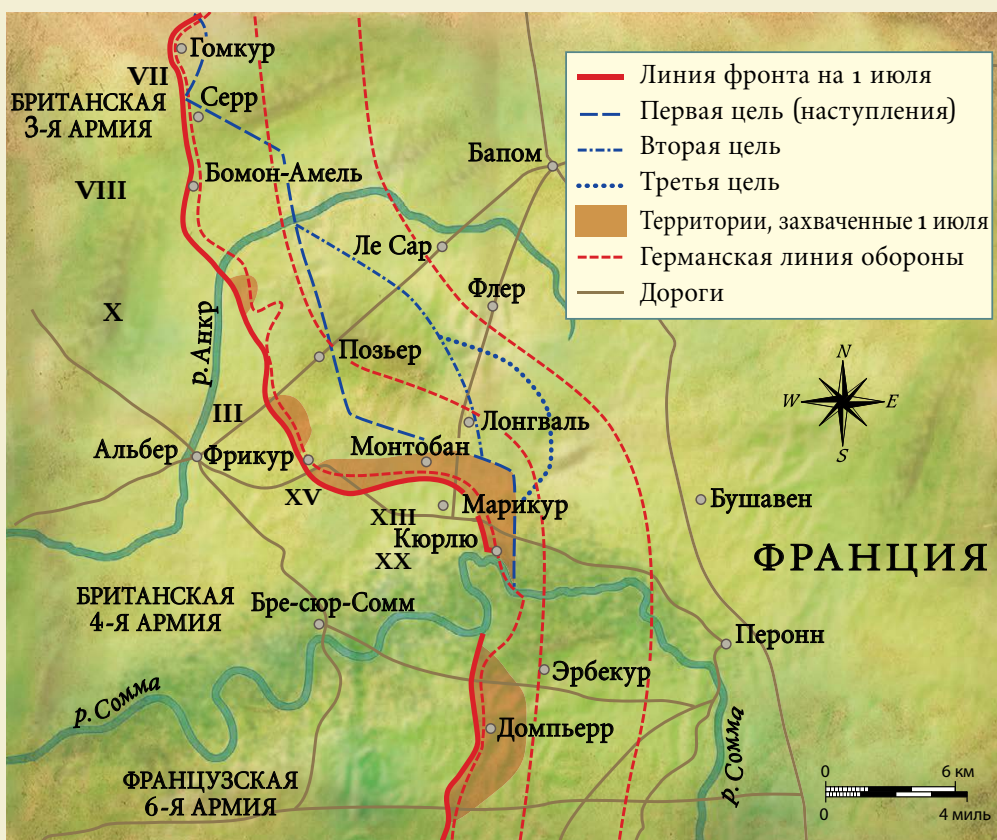 Гомкур
VII
БРИТАНСКАЯ
3-Я АРМИЯ
Серр
VIII
Бомон-Амель
Бапом
Ле Сар
Флер
X
р. Анкр
Позьер
III
Лонгваль
Альбер
Фрикур
Монтобан
XV
Марикур
XIII
Кюрлю
XX
Бушавен
ФРАНЦИЯ
БРИТАНСКАЯ
4-Я АРМИЯ
Бре-сюр-Сомм
Перонн
Эрбекур
р. Сомма
Домпьерр
р. Сомма
ФРАНЦУЗСКАЯ
6-Я АРМИЯ
Линия фронта на 1 июля
Первая цель (наступления)
Вторая цель
Третья цель
Территории, захваченные 1 июля
Германская линия обороны
Дороги
N
W
E
S
0 6 км
0 4 миль